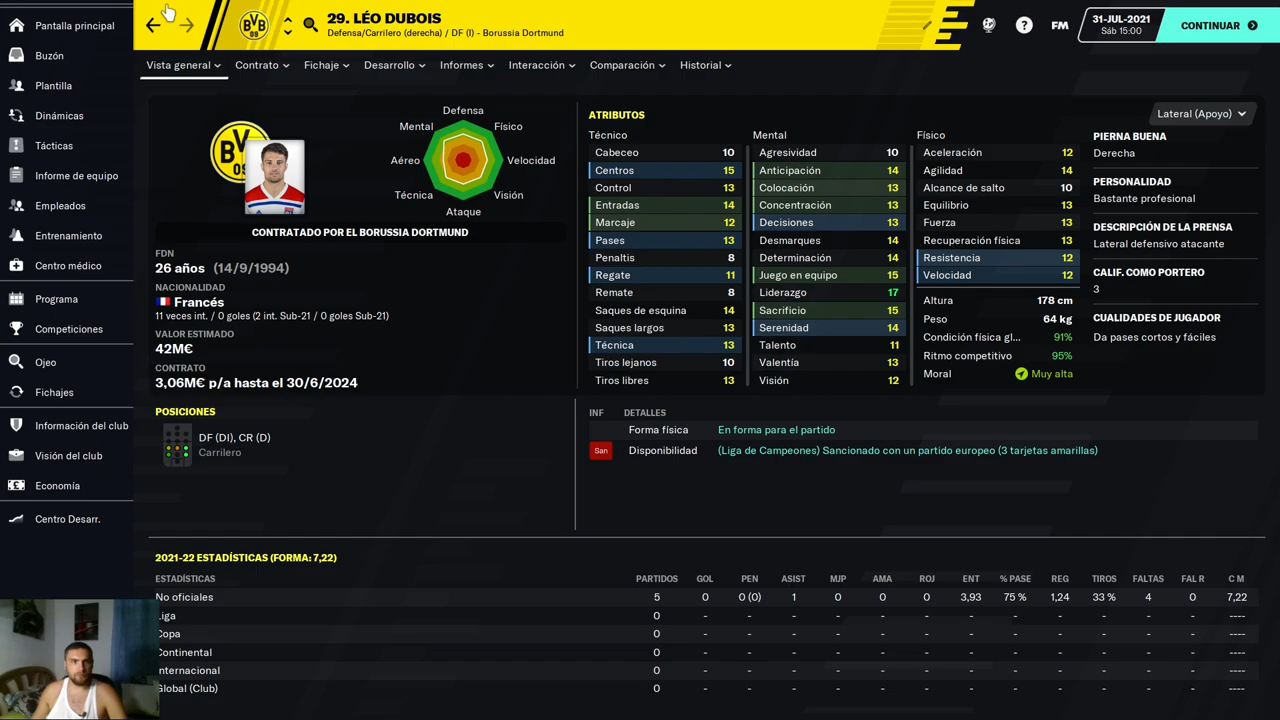 29. LÉO DUBOIS
Defensa/Carrilero (derecha) / DF (I) - Borussia Dortmund
FM
31-JUL-2021
Sáb 15:00
CONTINUAR
Pantalla principal
Buzón
Plantilla
Dinámicas
Tácticas
Informe de equipo
Empleados
Entrenamiento
Centro médico
Programa
Competiciones
Ojeo
Fichajes
Información del club
Visión del club
Economía
Centro Desarr.
Vista general
Contrato
Fichaje
Desarrollo
Informes
Interacción
Comparación
Historial
BVB
09
Defensa
Físico
Velocidad
Visión
Ataque
Técnica
Aéreo
Mental
CONTRATADO POR EL BORUSSIA DORTMUND
FDN
26 años (14/9/1994)
NACIONALIDAD
Francés
11 veces int. / 0 goles (2 int. Sub-21 / 0 goles Sub-21)
VALOR ESTIMADO
42M€
CONTRATO
3,06M€ p/a hasta el 30/6/2024
ATRIBUTOS
Lateral (Apoyo)
Técnico
Cabeceo 10
Centros 15
Control 13
Entradas 14
Marcaje 12
Pases 13
Penaltis 8
Regate 11
Remate 8
Saques de esquina 14
Saques largos 13
Técnica 13
Tiros lejanos 10
Tiros libres 13
Mental
Agresividad 10
Anticipación 14
Colocación 13
Concentración 13
Decisiones 13
Desmarques 14
Determinación 14
Juego en equipo 15
Liderazgo 17
Sacrificio 15
Serenidad 14
Talento 11
Valentía 13
Visión 12
Físico
Aceleración 12
Agilidad 14
Alcance de salto 10
Equilibrio 13
Fuerza 13
Recuperación física 13
Resistencia 12
Velocidad 12
Altura 178 cm
Peso 64 kg
Condición física gl... 91%
Ritmo competitivo 95%
Moral Muy alta
PIERNA BUENA
Derecha
PERSONALIDAD
Bastante profesional
DESCRIPCIÓN DE LA PRENSA
Lateral defensivo atacante
CALIF. COMO PORTERO
3
CUALIDADES DE JUGADOR
Da pases cortos y fáciles
POSICIONES
DF (DI), CR (D)
Carrilero
INF DETALLES
Forma física En forma para el partido
San Disponibilidad (Liga de Campeones) Sancionado con un partido europeo (3 tarjetas amarillas)
2021-22 ESTADÍSTICAS (FORMA: 7,22)
ESTADÍSTICAS PARTIDOS GOL PEN ASIST MJP AMA ROJ ENT % PASE REG TIROS FALTAS FAL R C M
No oficiales 5 0 0 (0) 1 0 0 0 3,93 75 % 1,24 33 % 4 0 7,22
Liga 0 - - - - - - - - - - - - ----
Copa 0 - - - - - - - - - - - - ----
Continental 0 - - - - - - - - - - - - ----
Internacional 0 - - - - - - - - - - - - ----
Global (Club) 0 - - - - - - - - - - - - ----